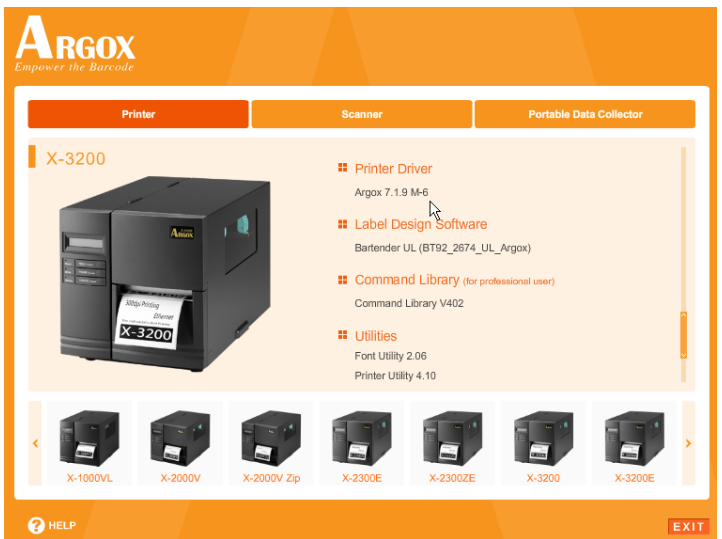 ARGOX
Empower the Barcode
Printer
Scanner
Portable Data Collector
X-3200
Printer Driver
Argox 7.1.9 M-6
Label Design Software
Bartender UL (BT92_2674_UL_Argox)
Command Library (for professional user)
Command Library V402
Utilities
Font Utility 2.06
Printer Utility 4.10
ARGOX
300dpi Printing
Ethernet
X-3200
X-1000VL
X-2000V
X-2000V Zip
X-2300E
X-2300ZE
X-3200
X-3200E
? HELP
EXIT